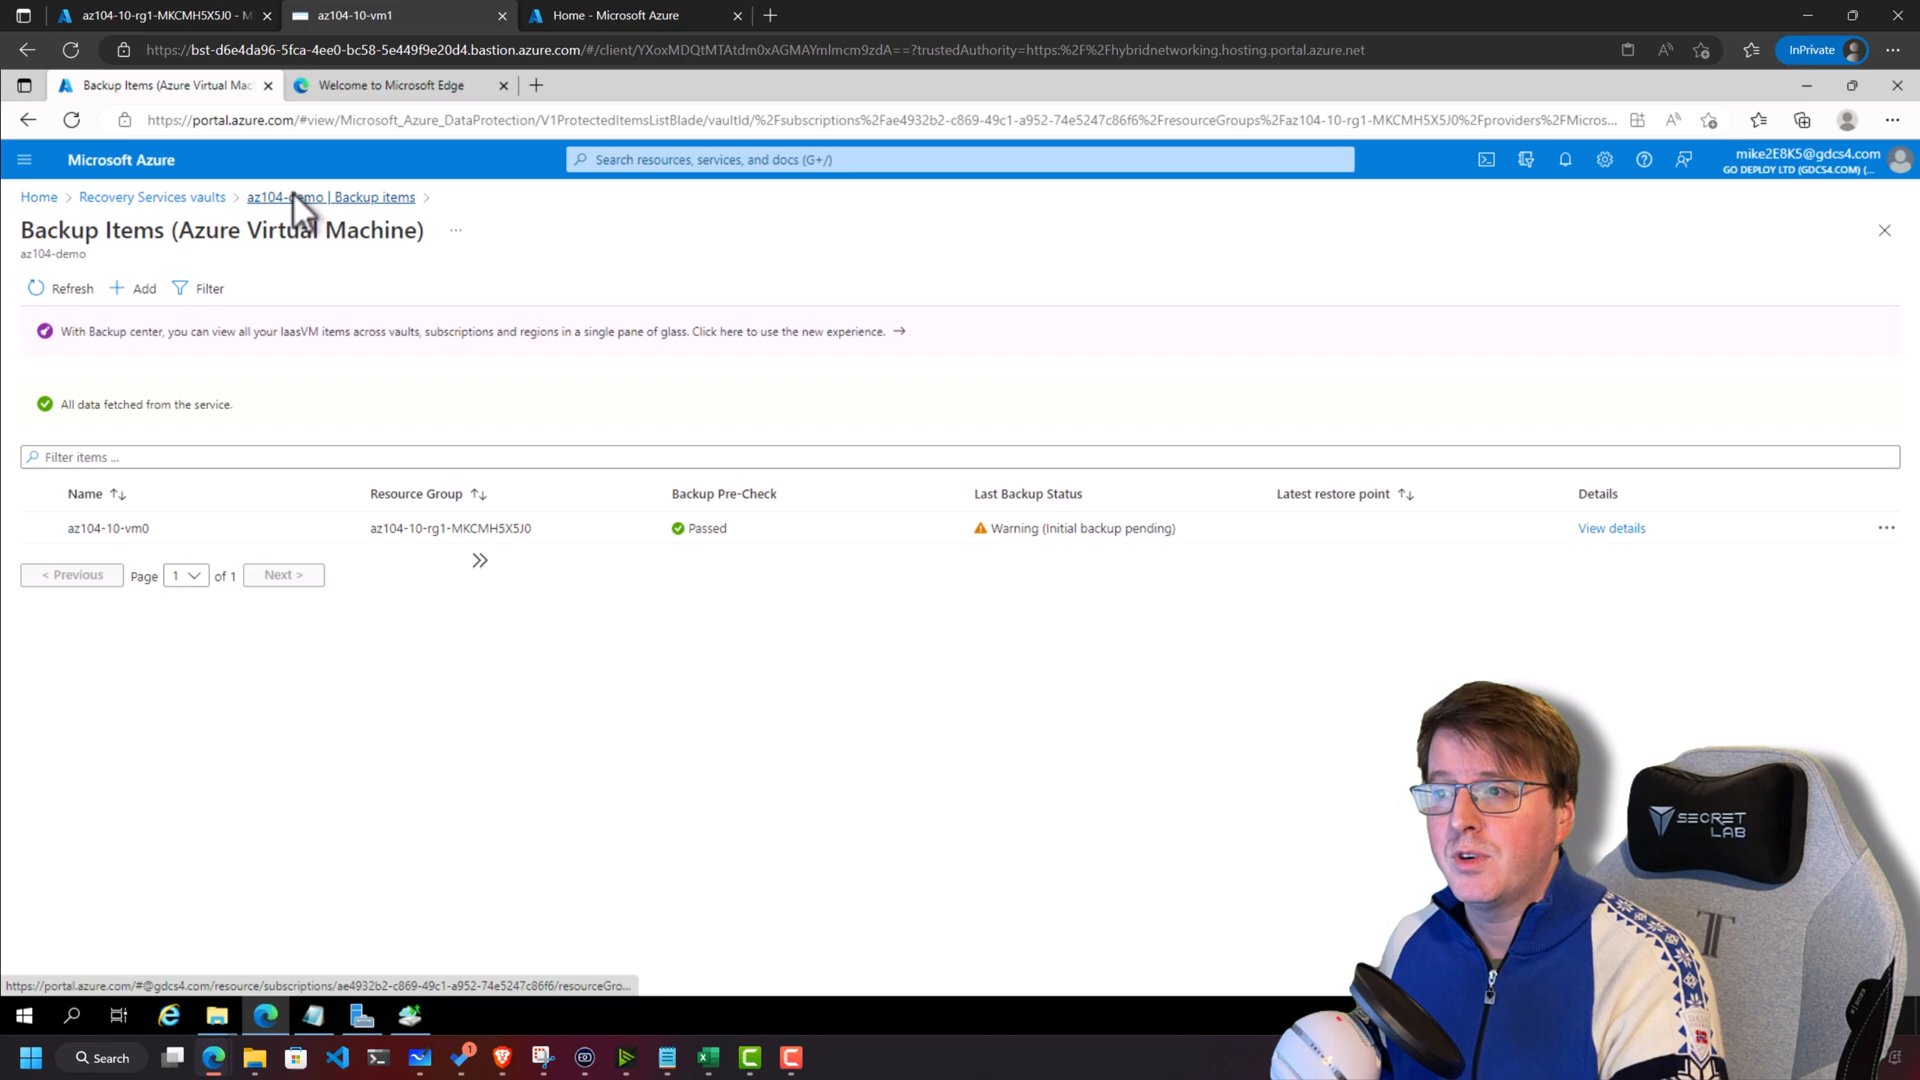 az104-10-rg1-MKCMH5X5J0 - M
az104-10-vm1
Home - Microsoft Azure
https://bst-d6e4da96-5fca-4ee0-bc58-5e449f9e20d4.bastion.azure.com/#/client/YXoxMDQtMTAtdm0xAGMAYmlmcm9zdA==?trustedAuthority=https:%2F%2Fhybridnetworking.hosting.portal.azure.net
InPrivate
Backup Items (Azure Virtual Mac
Welcome to Microsoft Edge
https://portal.azure.com/#view/Microsoft_Azure_DataProtection/V1ProtectedItemsListBlade/vaultId/%2Fsubscriptions%2Fae4932b2-c869-49c1-a952-74e5247c86f6%2FresourceGroups%2Faz104-10-rg1-MKCMH5X5J0%2Fproviders%2FMicros...
Microsoft Azure
Search resources, services, and docs (G+/)
mike2E8K5@gdcs4.com
GO DEPLOY LTD (GDCS4.COM) (...
Home > Recovery Services vaults > az104-demo | Backup items >
Backup Items (Azure Virtual Machine) ...
az104-demo
Refresh
Add
Filter
With Backup center, you can view all your IaasVM items across vaults, subscriptions and regions in a single pane of glass. Click here to use the new experience. →
All data fetched from the service.
Filter items ...
Name
Resource Group
Backup Pre-Check
Last Backup Status
Latest restore point
Details
az104-10-vm0
az104-10-rg1-MKCMH5X5J0
Passed
Warning (Initial backup pending)
View details
< Previous
Page
1
of 1
Next >
SECRET
LAB
https://portal.azure.com/#@gdcs4.com/resource/subscriptions/ae4932b2-c869-49c1-a952-74e5247c86f6/resourceGro...
Search
1